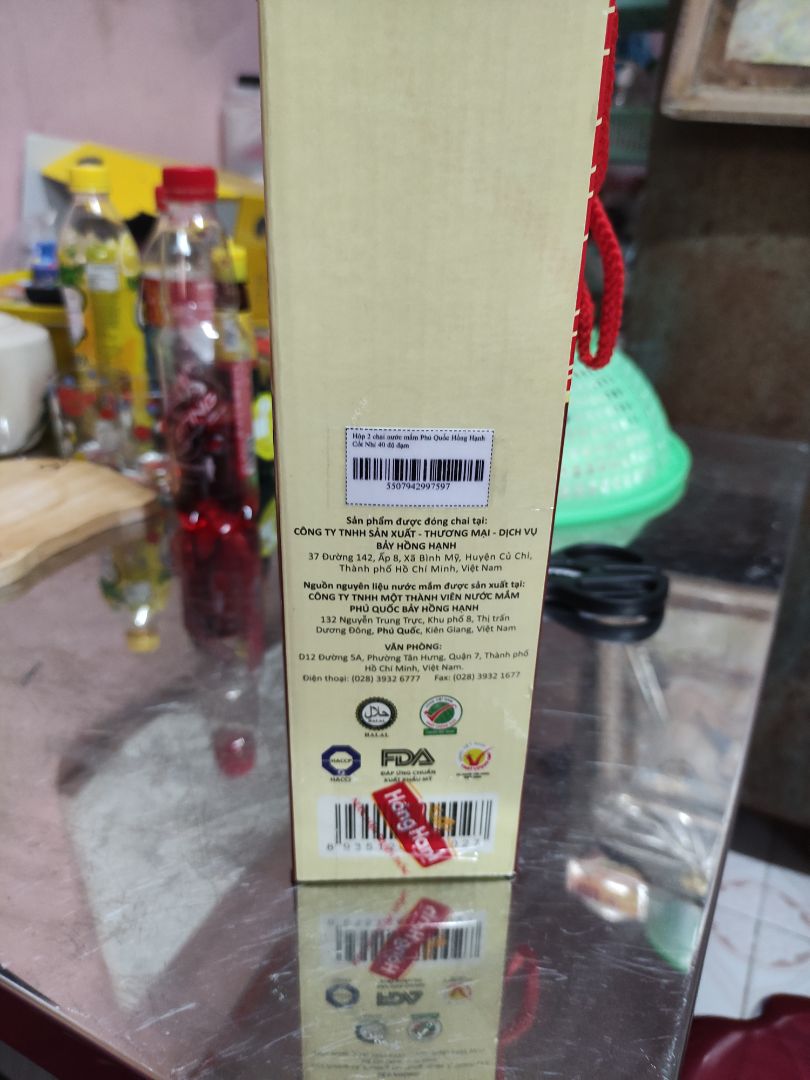 Hộp 2 chai nước mắm Phú Quốc Hồng Hạnh
Cốt Nhỉ 40 độ đạm
5507942997597
Sản phẩm được đóng chai tại:
CÔNG TY TNHH SẢN XUẤT - THƯƠNG MẠI - DỊCH VỤ
BẢY HỒNG HẠNH
37 Đường 142, Ấp 8, Xã Bình Mỹ, Huyện Củ Chi,
Thành phố Hồ Chí Minh, Việt Nam
Nguồn nguyên liệu nước mắm được sản xuất tại:
CÔNG TY TNHH MỘT THÀNH VIÊN NƯỚC MẮM
PHÚ QUỐC BẢY HỒNG HẠNH
132 Nguyễn Trung Trực, Khu phố 8, Thị trấn
Dương Đông, Phú Quốc, Kiên Giang, Việt Nam
VĂN PHÒNG:
D12 Đường 5A, Phường Tân Hưng, Quận 7, Thành phố
Hồ Chí Minh, Việt Nam.
Điện thoại: (028) 3932 6777 Fax: (028) 3932 1677
حلال
HALAL
HALAL
HACCP
HACCP
FDA
ĐÁP ỨNG CHUẨN
XUẤT KHẨU MỸ
Hồng Hạnh